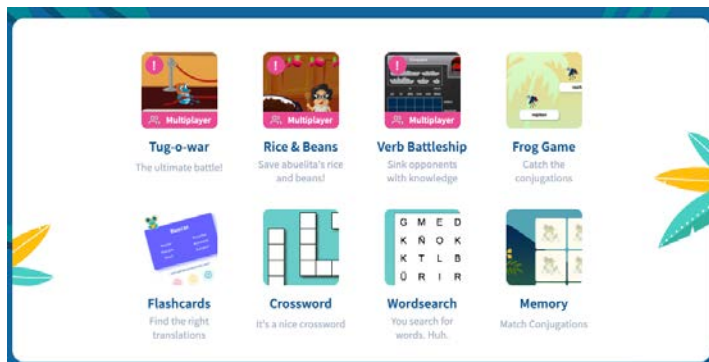 ! ! !
Multiplayer Multiplayer Multiplayer
Tug-o-war Rice & Beans Verb Battleship Frog Game
The ultimate battle! Save abuelita's rice Sink opponents Catch the
and beans! with knowledge conjugations
G M E D
K Ñ O K
K T L B
Ü R I R
Flashcards Crossword Wordsearch Memory
Find the right It's a nice crossword You search for Match Conjugations
translations words. Huh.